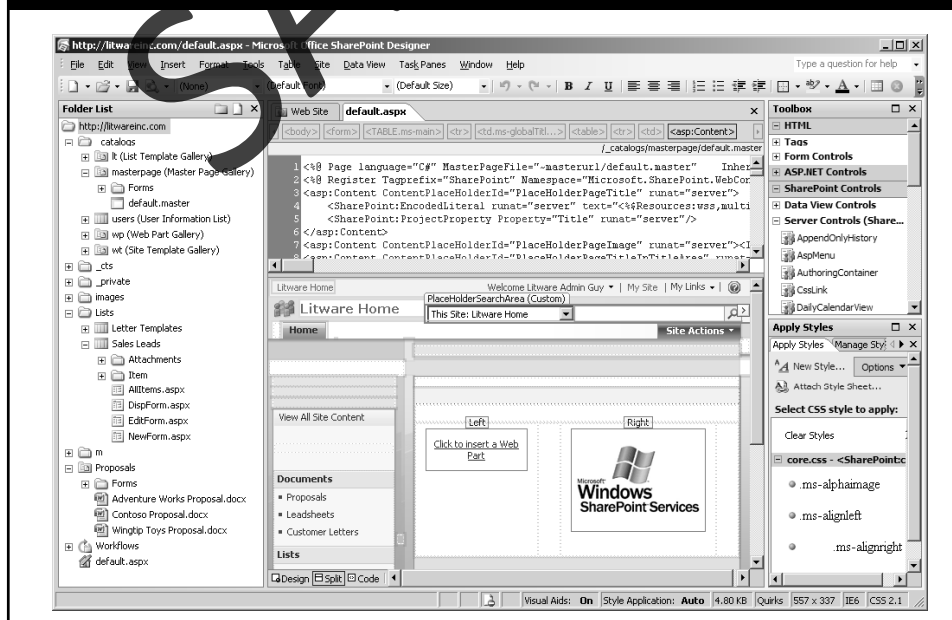 http://litwareinc.com/default.aspx - Microsoft Office SharePoint Designer
File Edit View Insert Format Tools Table Site Data View Task Panes Window Help
Type a question for help
(None) (Default Font) (Default Size) B I U
Folder List
http://litwareinc.com
_catalogs
lt (List Template Gallery)
masterpage (Master Page Gallery)
Forms
default.master
users (User Information List)
wp (Web Part Gallery)
wt (Site Template Gallery)
_cts
_private
images
Lists
Letter Templates
Sales Leads
Attachments
Item
AllItems.aspx
DispForm.aspx
EditForm.aspx
NewForm.aspx
m
Proposals
Forms
Adventure Works Proposal.docx
Contoso Proposal.docx
Wingtip Toys Proposal.docx
Workflows
default.aspx
Web Site default.aspx
<body> <form> <TABLE.ms-main> <tr> <td.ms-globalTitl...> <table> <tr> <td> <asp:Content>
/_catalogs/masterpage/default.master
1 <%@ Page language="C#" MasterPageFile="~masterurl/default.master" Inher
2 <%@ Register Tagprefix="SharePoint" Namespace="Microsoft.SharePoint.WebCon
3 <asp:Content ContentPlaceHolderId="PlaceHolderPageTitle" runat="server">
4 <SharePoint:EncodedLiteral runat="server" text="<%$Resources:wss,multi
5 <SharePoint:ProjectProperty Property="Title" runat="server"/>
6 </asp:Content>
7 <asp:Content ContentPlaceHolderId="PlaceHolderPageImage" runat="server"><I
8 <asp:Content ContentPlaceHolderId="PlaceHolderPageTitleInTitleArea" runat=
Litware Home Welcome Litware Admin Guy | My Site | My Links |
PlaceHolderSearchArea (Custom)
Litware Home
This Site: Litware Home
Home Site Actions
View All Site Content
Documents
Proposals
Leadsheets
Customer Letters
Lists
Left
Click to insert a Web
Part
Right
Microsoft
Windows
SharePoint Services
Design Split Code
Toolbox
HTML
Tags
Form Controls
ASP.NET Controls
SharePoint Controls
Data View Controls
Server Controls (Share...
AppendOnlyHistory
AspMenu
AuthoringContainer
CssLink
DailyCalendarView
Apply Styles
Apply Styles Manage Sty
New Style... Options
Attach Style Sheet...
Select CSS style to apply:
Clear Styles
core.css - <SharePoint:c
.ms-alphaimage
.ms-alignleft
.ms-alignright
Visual Aids: On Style Application: Auto 4.80 KB Quirks 557 x 337 IE6 CSS 2.1